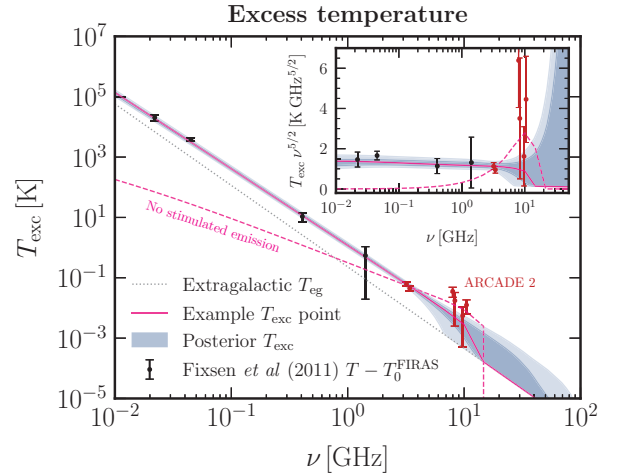 Excess temperature
10^7
10^5
10^3
10^1
10^−1
10^−3
10^−5
T_exc [K]
6
4
2
0
T_exc ν^5/2 [K GHz^5/2]
10^−2 10^−1 10^0 10^1
ν [GHz]
No stimulated emission
ARCADE 2
Extragalactic T_eg
Example T_exc point
Posterior T_exc
Fixsen et al (2011) T − T_0^FIRAS
10^−2 10^−1 10^0 10^1 10^2
ν [GHz]